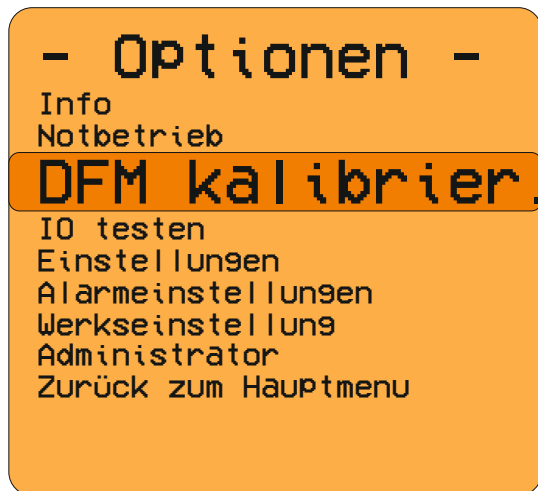 - Optionen -
Info
Notbetrieb
DFM kalibrier.
IO testen
Einstellungen
Alarmeinstellungen
Werkseinstellung
Administrator
Zurück zum Hauptmenu